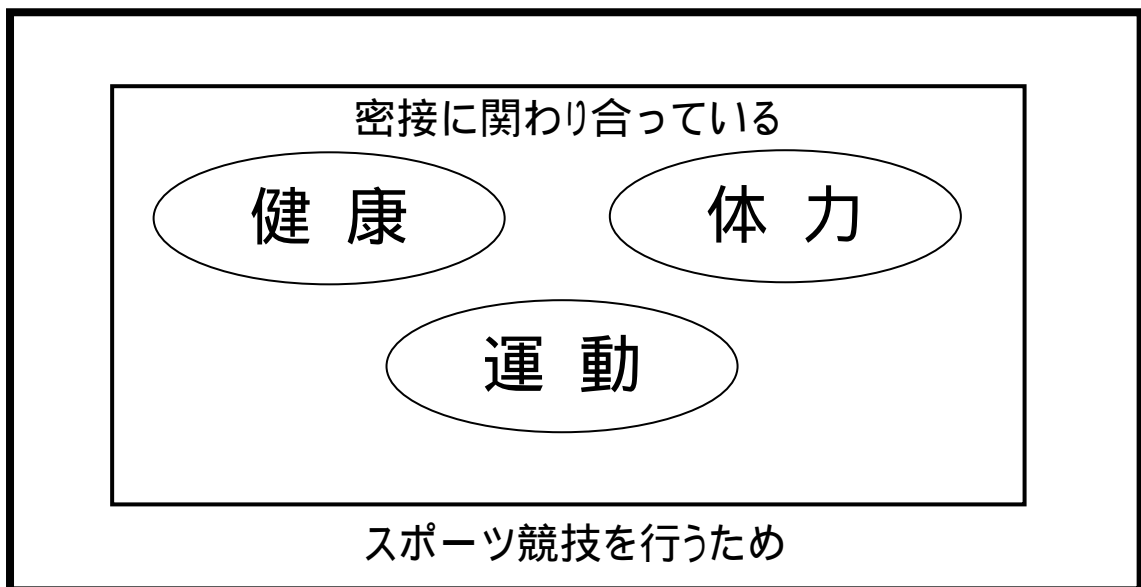 密接に関わり合っている
健 康 体 力
運 動
スポーツ競技を行うため